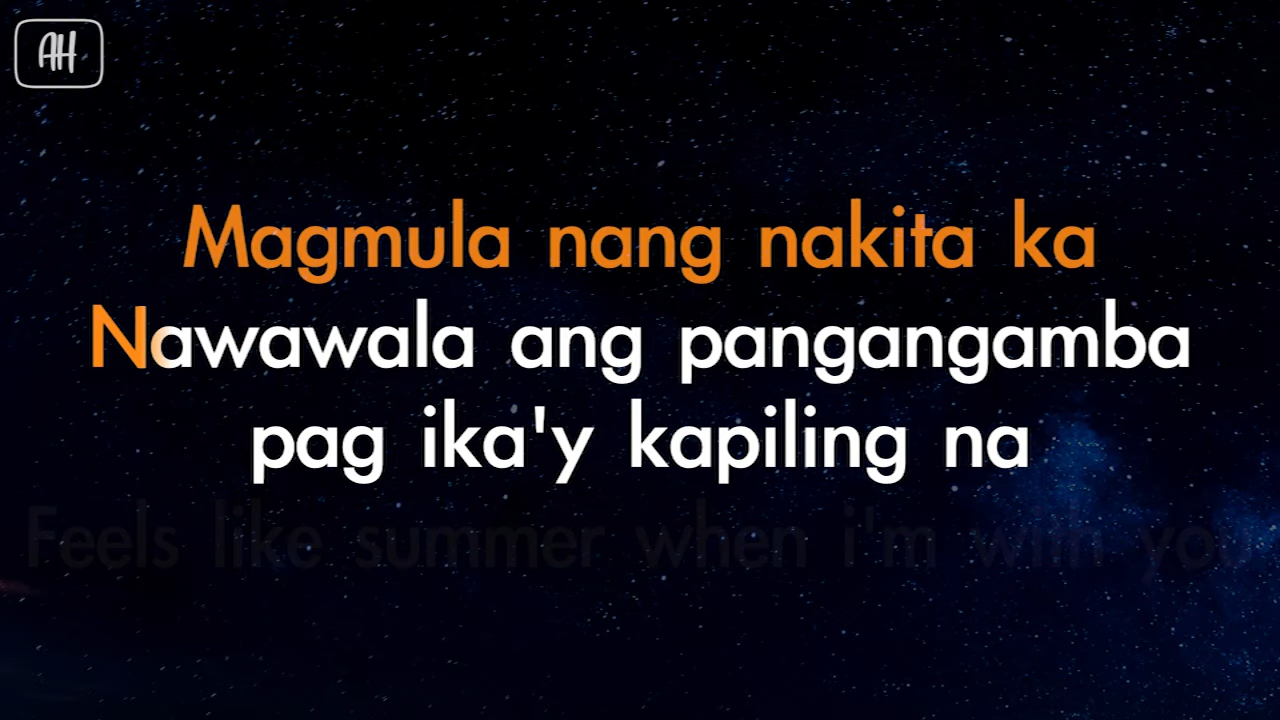 AH
Magmula nang nakita ka
Nawawala ang pangangamba
pag ika'y kapiling na
Feels like summer when i'm with you